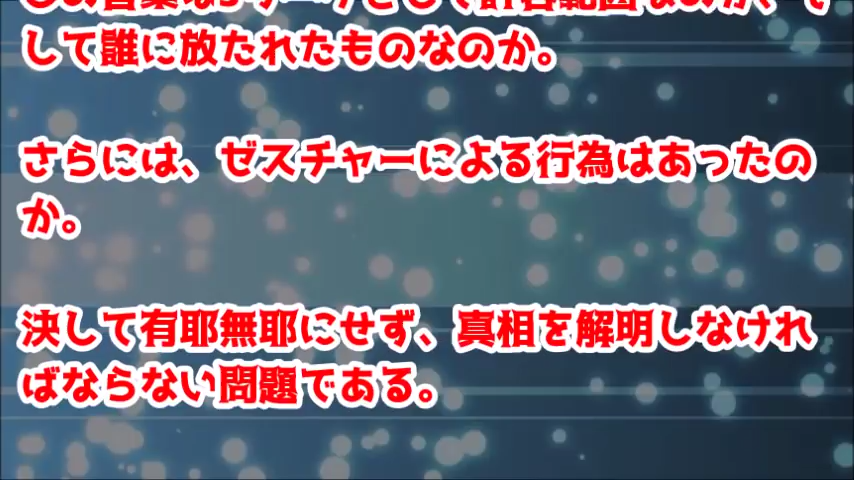 して誰に放たれたものなのか。
さらには、ゼスチャーによる行為はあったの
か。
決して有耶無耶にせず、真相を解明しなけれ
ばならない問題である。